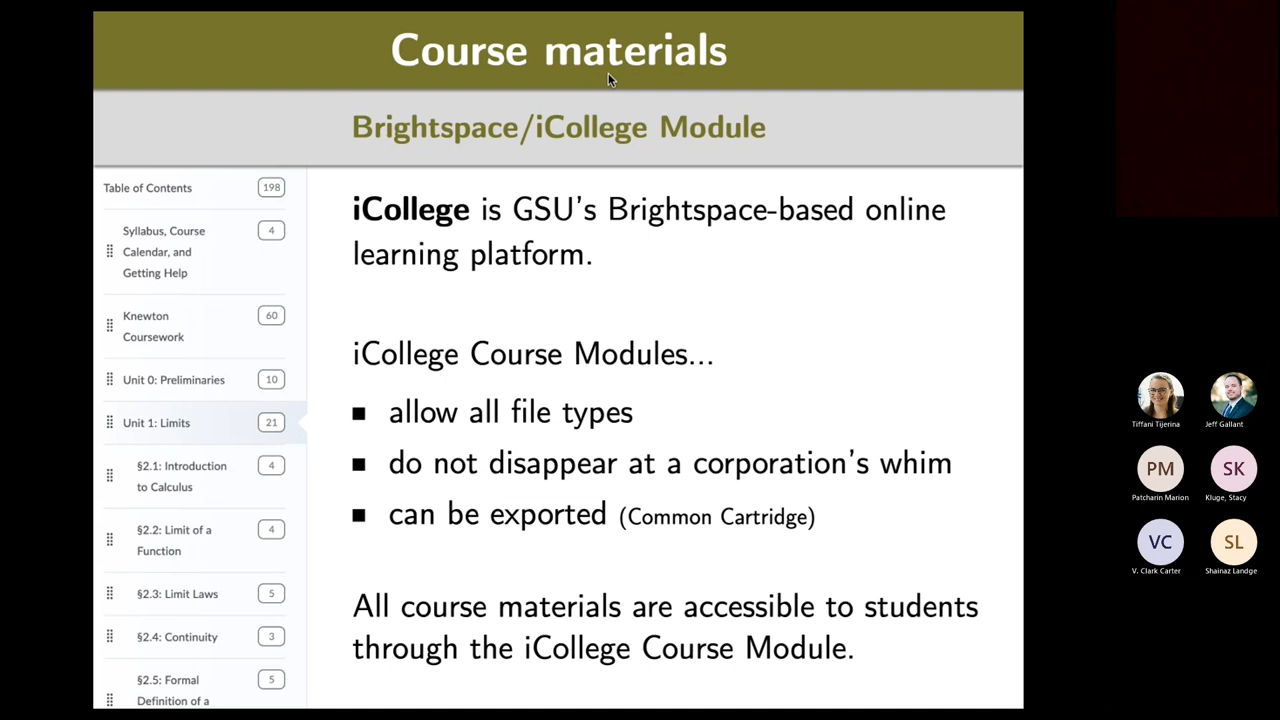 Course materials
Brightspace/iCollege Module
Table of Contents
198
Syllabus, Course
Calendar, and
Getting Help
4
Knewton
Coursework
60
Unit 0: Preliminaries
10
Unit 1: Limits
21
§2.1: Introduction
to Calculus
4
§2.2: Limit of a
Function
4
§2.3: Limit Laws
5
§2.4: Continuity
3
§2.5: Formal
Definition of a
5
iCollege is GSU's Brightspace-based online
learning platform.
iCollege Course Modules...
■ allow all file types
■ do not disappear at a corporation's whim
■ can be exported (Common Cartridge)
All course materials are accessible to students
through the iCollege Course Module.
Tiffani Tijerina
Jeff Gallant
PM
Patcharin Marion
SK
Kluge, Stacy
VC
V. Clark Carter
SL
Shainaz Landge